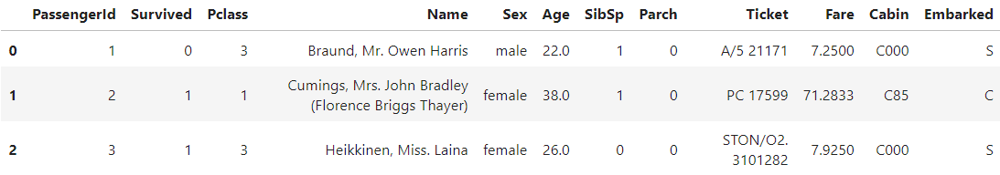 PassengerId Survived Pclass Name Sex Age SibSp Parch Ticket Fare Cabin Embarked
0 1 0 3 Braund, Mr. Owen Harris male 22.0 1 0 A/5 21171 7.2500 C000 S
1 2 1 1 Cumings, Mrs. John Bradley (Florence Briggs Thayer) female 38.0 1 0 PC 17599 71.2833 C85 C
2 3 1 3 Heikkinen, Miss. Laina female 26.0 0 0 STON/O2. 3101282 7.9250 C000 S